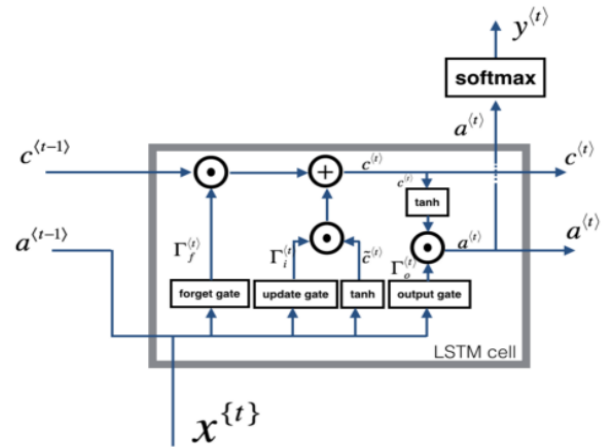 y⟨t⟩
softmax
a⟨t⟩
c⟨t-1⟩
c⟨t⟩
c⟨t⟩
c⟨t⟩
tanh
a⟨t-1⟩
Γf⟨t⟩
Γi⟨t⟩
c̃⟨t⟩
Γo⟨t⟩
a⟨t⟩
a⟨t⟩
forget gate
update gate
tanh
output gate
LSTM cell
x{t}